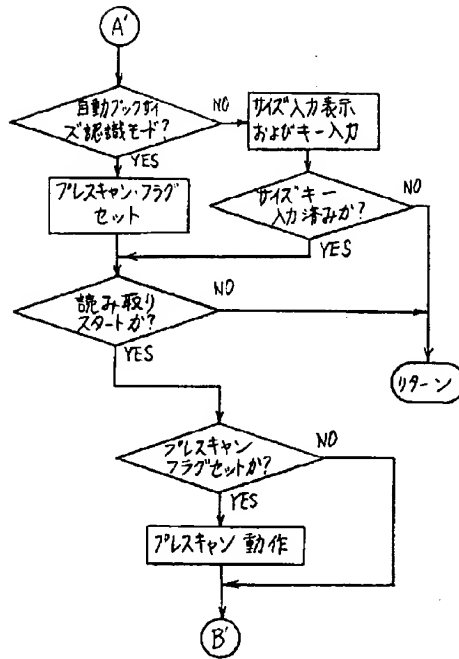 A'
自動ブックサイ
ズ認識モード?
NO
サイズ入力表示
およびキー入力
YES
プレスキャン・フラグ
セット
サイズキー
入力済みか?
NO
YES
読み取り
スタートか?
NO
YES
リターン
プレスキャン
フラグセットか?
NO
YES
プレスキャン 動作
B'